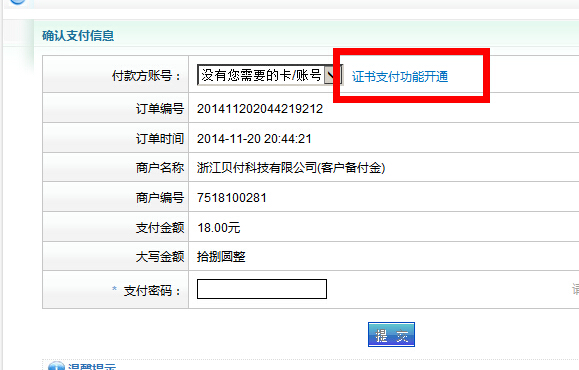 确认支付信息
付款方账号： 没有您需要的卡/账号 证书支付功能开通
订单编号 201411202044219212
订单时间 2014-11-20 20:44:21
商户名称 浙江贝付科技有限公司(客户备付金)
商户编号 7518100281
支付金额 18.00元
大写金额 拾捌圆整
* 支付密码：
提 交
温馨提示